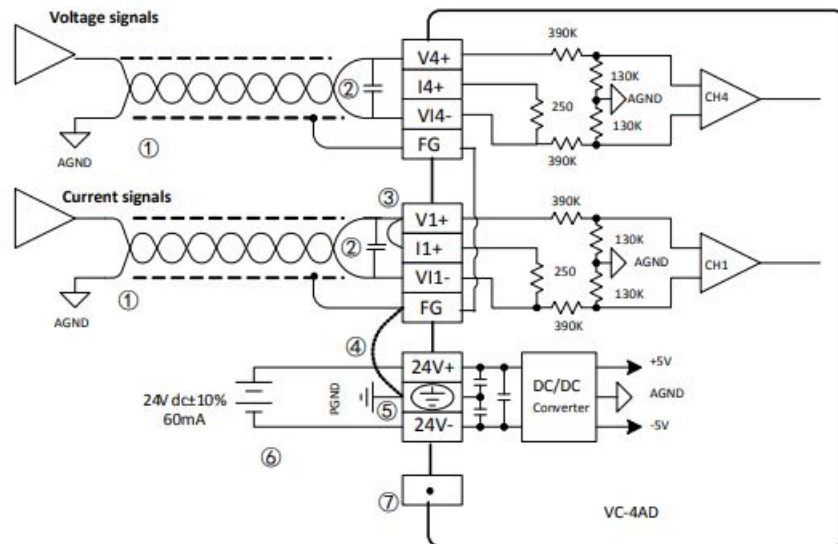 Voltage signals
AGND
①
②
V4+
I4+
VI4-
FG
390K
250
390K
130K
AGND
130K
CH4
Current signals
AGND
①
②
③
V1+
I1+
VI1-
FG
390K
250
390K
130K
AGND
130K
CH1
④
24V dc±10%
60mA
PGND
⑤
⑥
24V+
24V-
DC/DC
Converter
+5V
AGND
-5V
⑦
VC-4AD